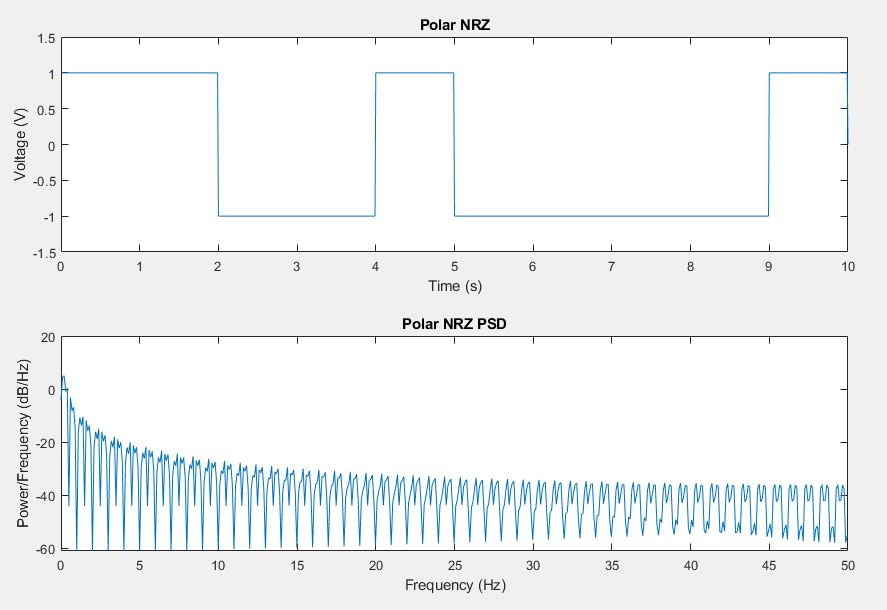 Polar NRZ
1.5
1
0.5
0
-0.5
-1
-1.5
Voltage (V)
0 1 2 3 4 5 6 7 8 9 10
Time (s)
Polar NRZ PSD
20
0
-20
-40
-60
Power/Frequency (dB/Hz)
0 5 10 15 20 25 30 35 40 45 50
Frequency (Hz)